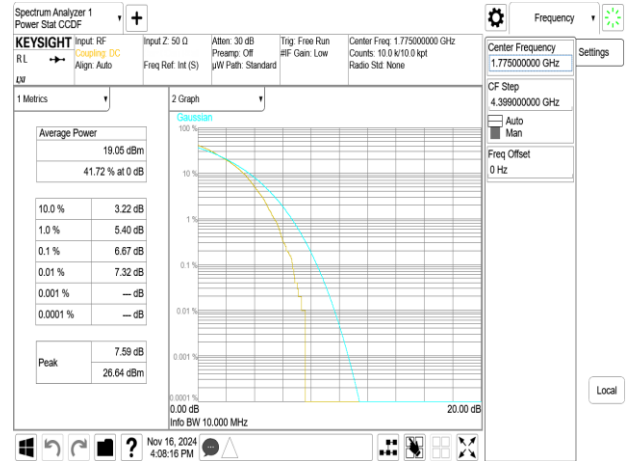 Spectrum Analyzer 1
Power Stat CCDF
Frequency
KEYSIGHT
RL
LXI
Input: RF
Coupling: DC
Align: Auto
Input Z: 50 Ω
Freq Ref: Int (S)
Atten: 30 dB
Preamp: Off
µW Path: Standard
Trig: Free Run
#IF Gain: Low
Center Freq: 1.775000000 GHz
Counts: 10.0 k/10.0 kpt
Radio Std: None
Center Frequency
1.775000000 GHz
Settings
CF Step
4.399000000 GHz
Auto
Man
Freq Offset
0 Hz
Local
1 Metrics
Average Power
19.05 dBm
41.72 % at 0 dB
10.0 % 3.22 dB
1.0 % 5.40 dB
0.1 % 6.67 dB
0.01 % 7.32 dB
0.001 % — dB
0.0001 % — dB
Peak
7.59 dB
26.64 dBm
2 Graph
Gaussian
100 %
10 %
1 %
0.1 %
0.01 %
0.001 %
0.0001 %
0.00 dB 20.00 dB
Info BW 10.000 MHz
?
Nov 16, 2024
4:08:16 PM